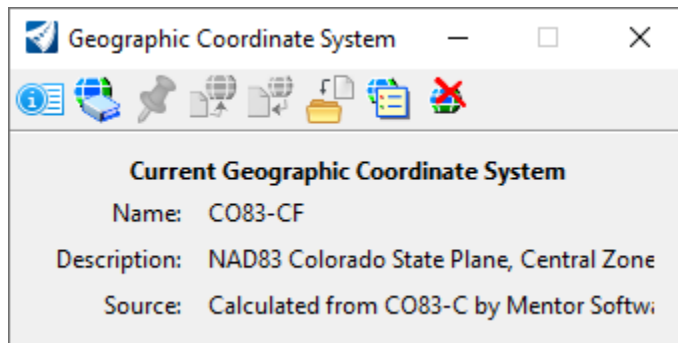 Geographic Coordinate System
Current Geographic Coordinate System
Name: CO83-CF
Description: NAD83 Colorado State Plane, Central Zone
Source: Calculated from CO83-C by Mentor Softwa